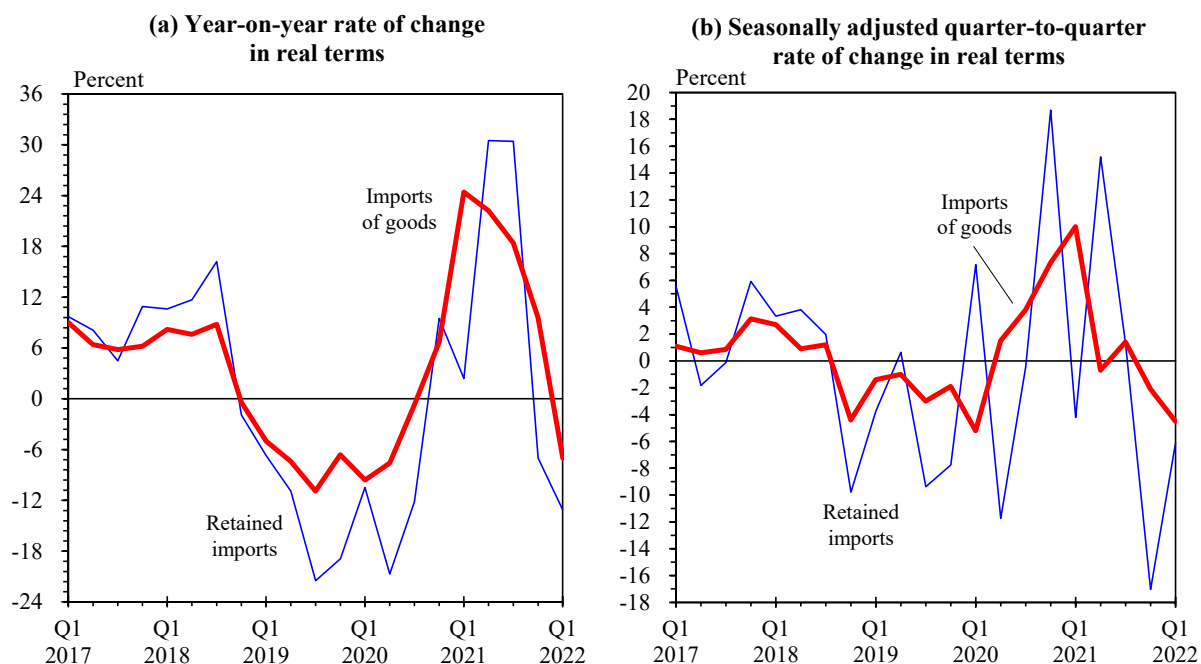 (a) Year-on-year rate of change
in real terms
Percent
36
30
24
18
12
6
0
-6
-12
-18
-24
Imports
of goods
Retained
imports
Q1
2017
Q1
2018
Q1
2019
Q1
2020
Q1
2021
Q1
2022
(b) Seasonally adjusted quarter-to-quarter
rate of change in real terms
Percent
20
18
16
14
12
10
8
6
4
2
0
-2
-4
-6
-8
-10
-12
-14
-16
-18
Imports
of goods
Retained
imports
Q1
2017
Q1
2018
Q1
2019
Q1
2020
Q1
2021
Q1
2022